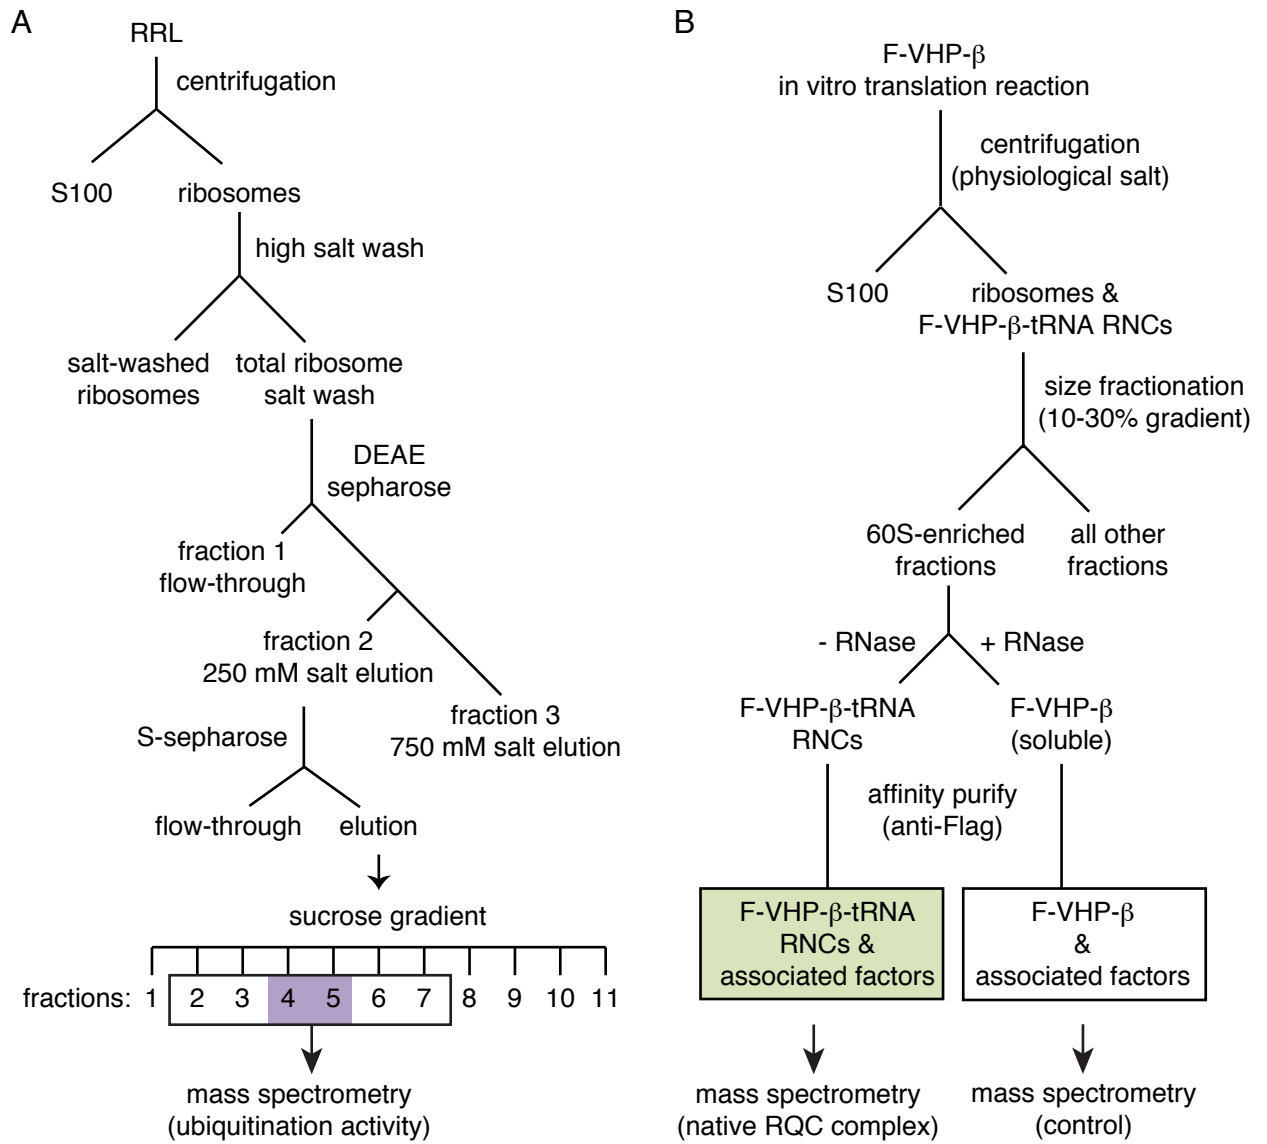 A
RRL
centrifugation
S100
ribosomes
high salt wash
salt-washed
ribosomes
total ribosome
salt wash
DEAE
sepharose
fraction 1
flow-through
fraction 2
250 mM salt elution
fraction 3
750 mM salt elution
S-sepharose
flow-through
elution
sucrose gradient
fractions: 1 2 3 4 5 6 7 8 9 10 11
mass spectrometry
(ubiquitination activity)
B
F-VHP-β
in vitro translation reaction
centrifugation
(physiological salt)
S100
ribosomes &
F-VHP-β-tRNA RNCs
size fractionation
(10-30% gradient)
60S-enriched
fractions
all other
fractions
- RNase
+ RNase
F-VHP-β-tRNA
RNCs
F-VHP-β
(soluble)
affinity purify
(anti-Flag)
F-VHP-β-tRNA
RNCs &
associated factors
F-VHP-β
&
associated factors
mass spectrometry
(native RQC complex)
mass spectrometry
(control)